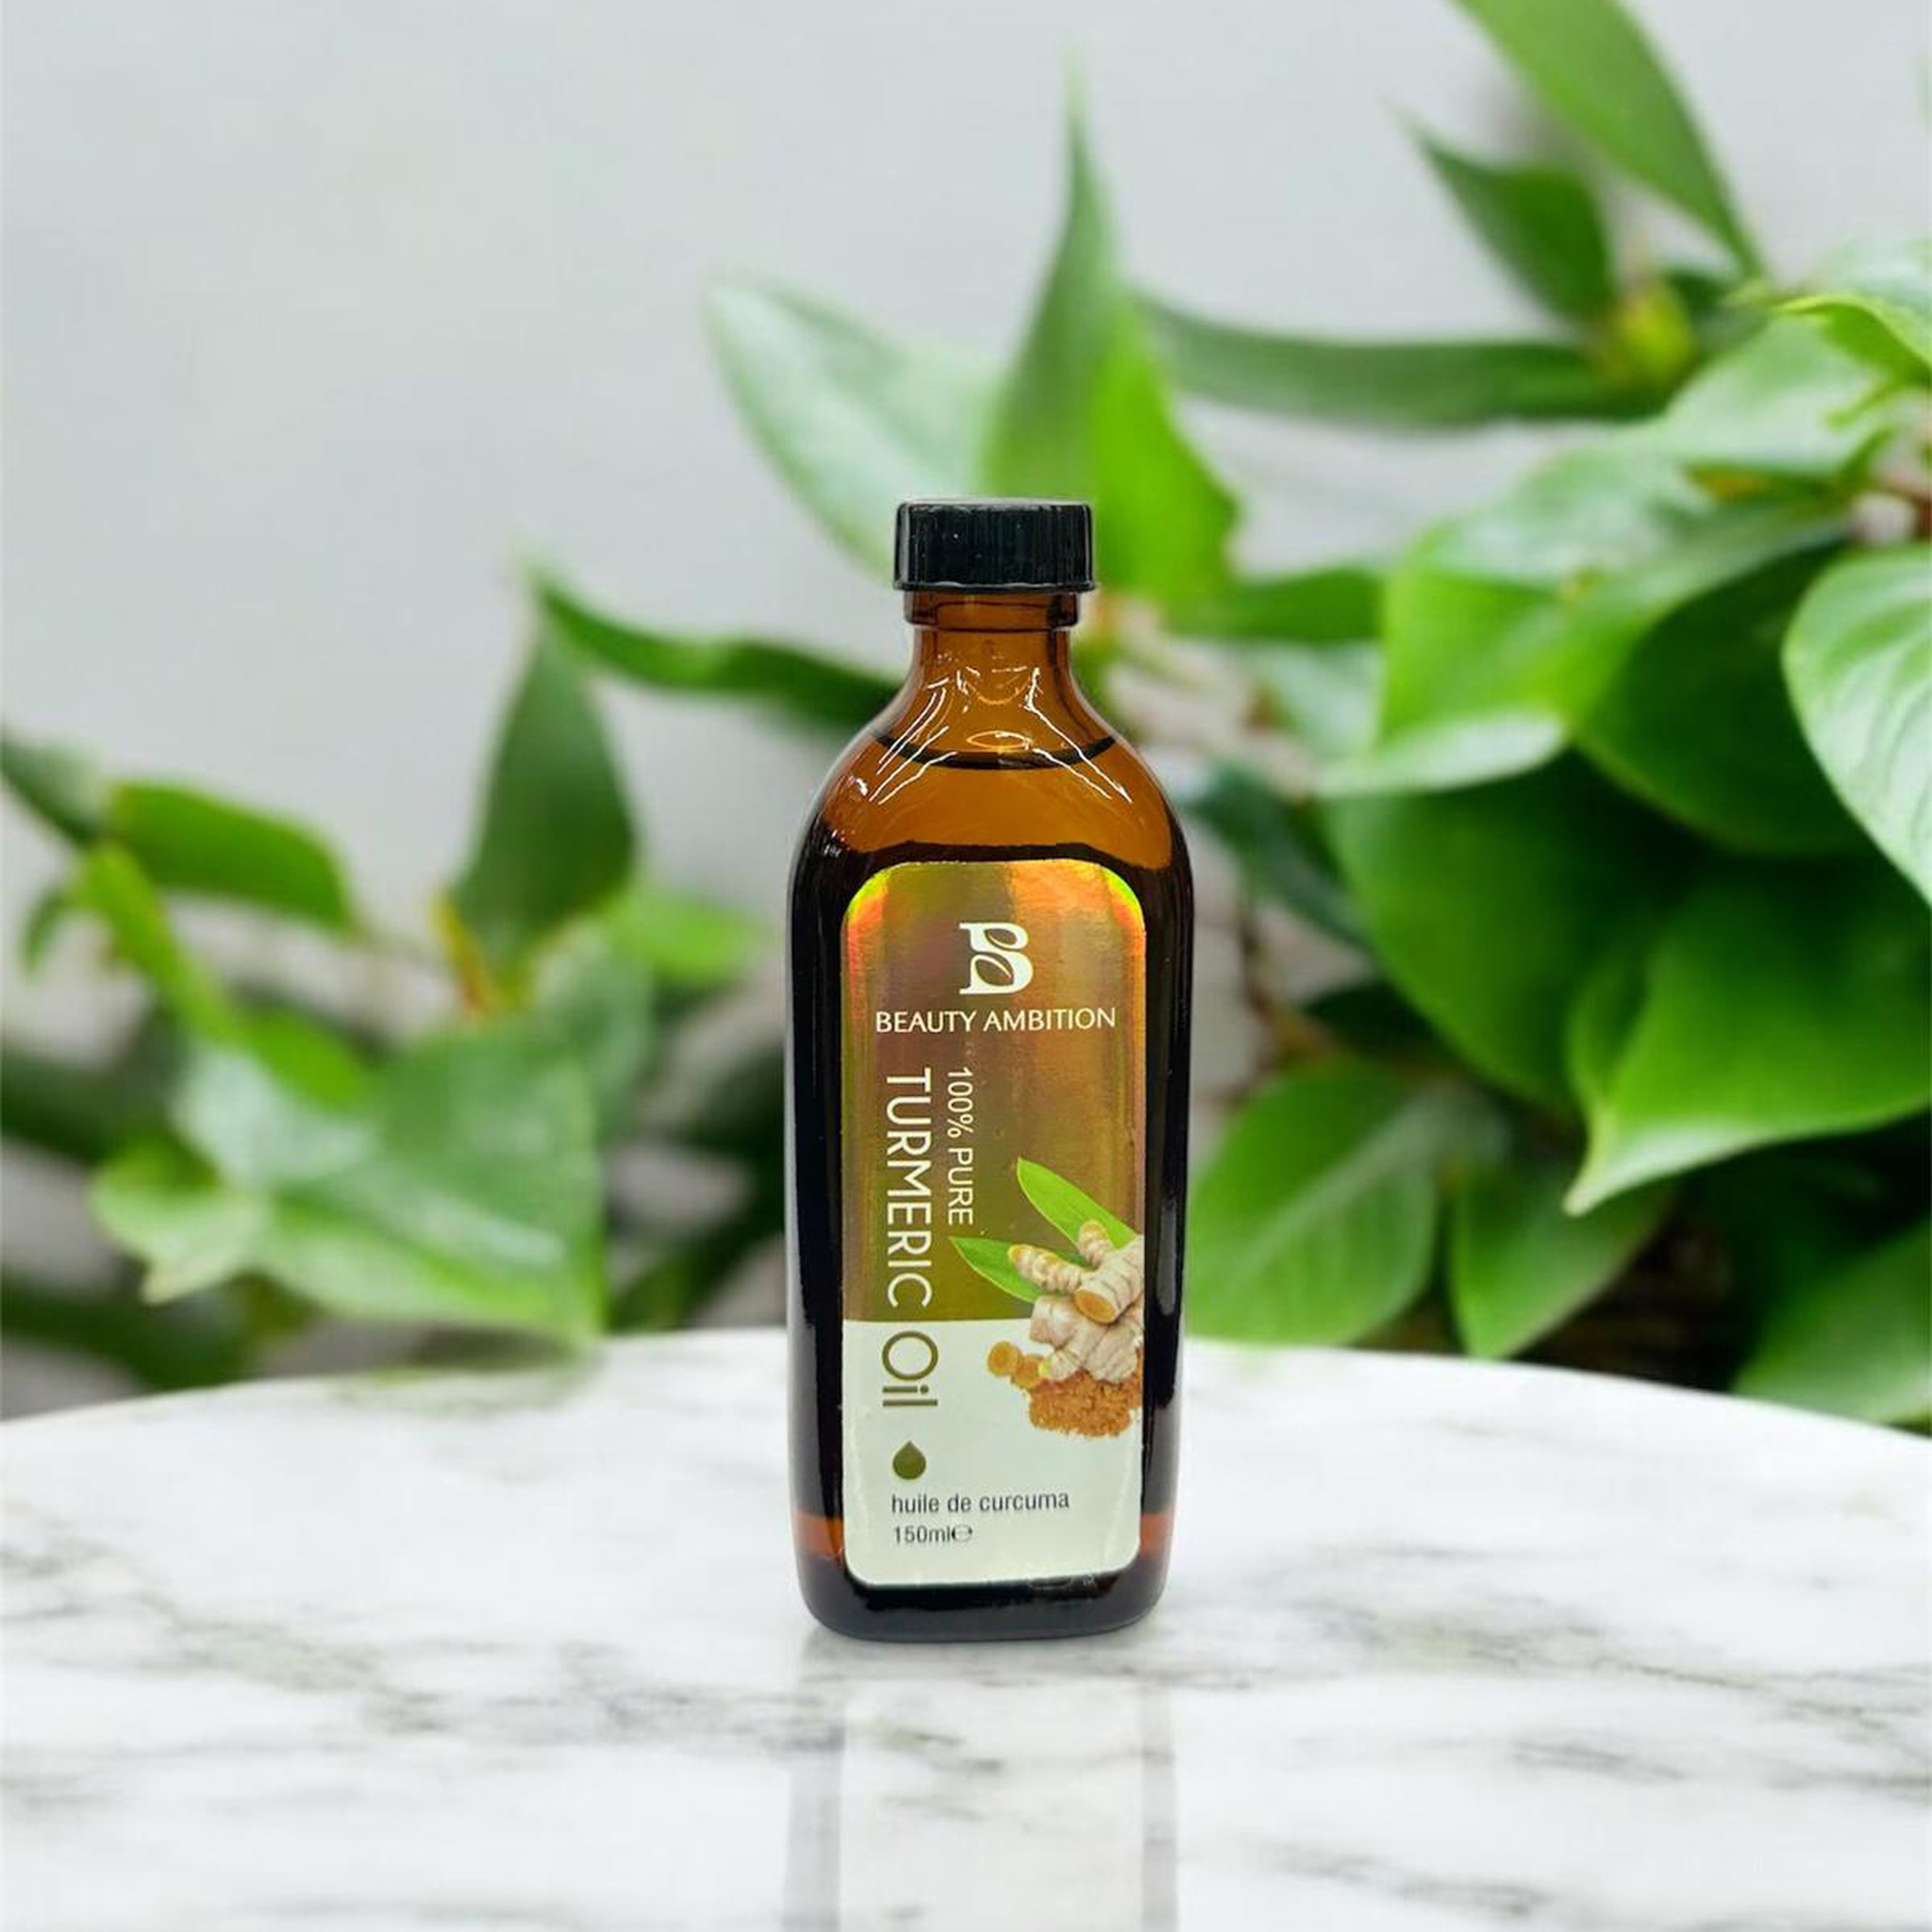 B
BEAUTY AMBITION
100% PURE
TURMERIC Oil
huile de curcuma
150ml℮